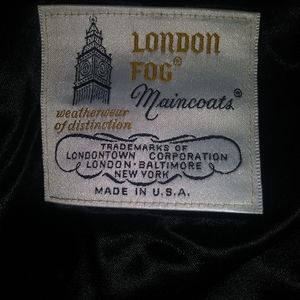 LONDON
FOG®
Maincoats®
weatherwear
of distinction
TRADEMARKS OF
LONDONTOWN CORPORATION
LONDON · BALTIMORE
NEW YORK
MADE IN U.S.A.